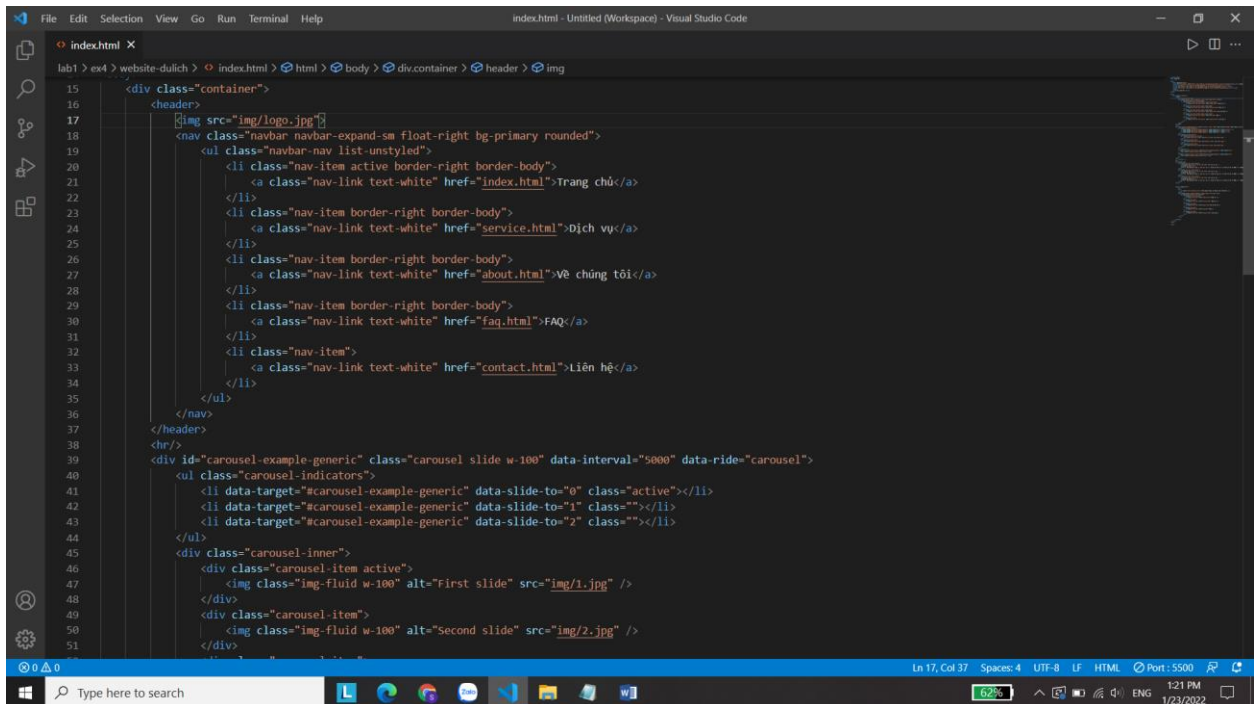 File Edit Selection View Go Run Terminal Help index.html - Untitled (Workspace) - Visual Studio Code
index.html
lab1 > ex4 > website-dulich > index.html > html > body > div.container > header > img
15 <div class="container">
16 <header>
17 <img src="img/logo.jpg">
18 <nav class="navbar navbar-expand-sm float-right bg-primary rounded">
19 <ul class="navbar-nav list-unstyled">
20 <li class="nav-item active border-right border-body">
21 <a class="nav-link text-white" href="index.html">Trang chủ</a>
22 </li>
23 <li class="nav-item border-right border-body">
24 <a class="nav-link text-white" href="service.html">Dịch vụ</a>
25 </li>
26 <li class="nav-item border-right border-body">
27 <a class="nav-link text-white" href="about.html">Về chúng tôi</a>
28 </li>
29 <li class="nav-item border-right border-body">
30 <a class="nav-link text-white" href="faq.html">FAQ</a>
31 </li>
32 <li class="nav-item">
33 <a class="nav-link text-white" href="contact.html">Liên hệ</a>
34 </li>
35 </ul>
36 </nav>
37 </header>
38 <hr/>
39 <div id="carousel-example-generic" class="carousel slide w-100" data-interval="5000" data-ride="carousel">
40 <ul class="carousel-indicators">
41 <li data-target="#carousel-example-generic" data-slide-to="0" class="active"></li>
42 <li data-target="#carousel-example-generic" data-slide-to="1" class=""></li>
43 <li data-target="#carousel-example-generic" data-slide-to="2" class=""></li>
44 </ul>
45 <div class="carousel-inner">
46 <div class="carousel-item active">
47 <img class="img-fluid w-100" alt="First slide" src="img/1.jpg" />
48 </div>
49 <div class="carousel-item">
50 <img class="img-fluid w-100" alt="Second slide" src="img/2.jpg" />
51 </div>
0 0 Ln 17, Col 37 Spaces: 4 UTF-8 LF HTML Port : 5500
Type here to search L Zalo W 62% ENG 1:21 PM
1/23/2022